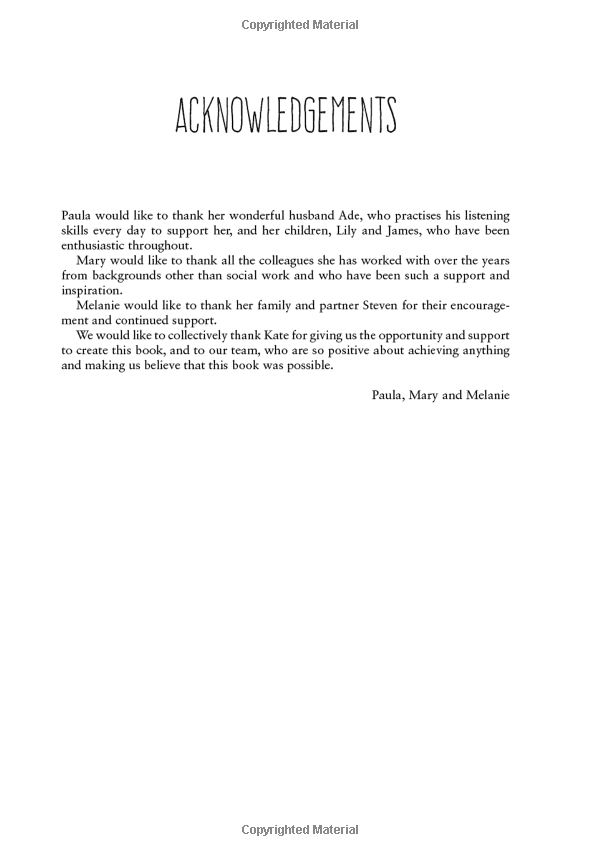 Copyrighted Material
ACKNOWLEDGEMENTS
Paula would like to thank her wonderful husband Ade, who practises his listening
skills every day to support her, and her children, Lily and James, who have been
enthusiastic throughout.
Mary would like to thank all the colleagues she has worked with over the years
from backgrounds other than social work and who have been such a support and
inspiration.
Melanie would like to thank her family and partner Steven for their encourage-
ment and continued support.
We would like to collectively thank Kate for giving us the opportunity and support
to create this book, and to our team, who are so positive about achieving anything
and making us believe that this book was possible.
Paula, Mary and Melanie
Copyrighted Material